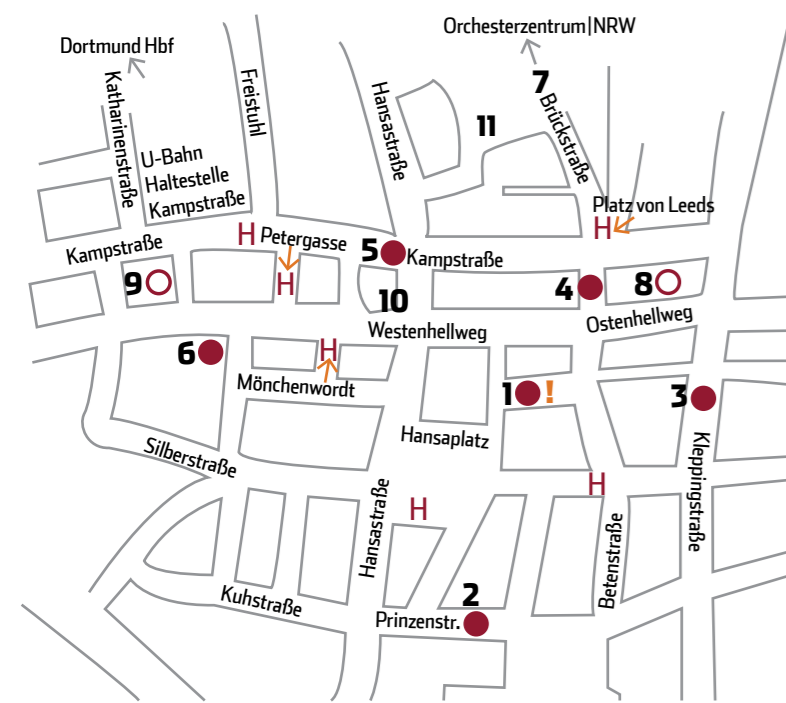 Orchesterzentrum|NRW
Dortmund Hbf
7
Katharinenstraße
Freistuhl
Hansastraße
11
Brückstraße
U-Bahn
Haltestelle
Kampstraße
Platz von Leeds
H
H
Petergasse
Kampstraße
5
Kampstraße
9
H
4
8
10
Ostenhellweg
Westenhellweg
6
H
Mönchenwordt
1
!
3
Hansaplatz
Silberstraße
Kleppingstraße
H
H
Hansastraße
Betenstraße
Kuhstraße
2
Prinzenstr.